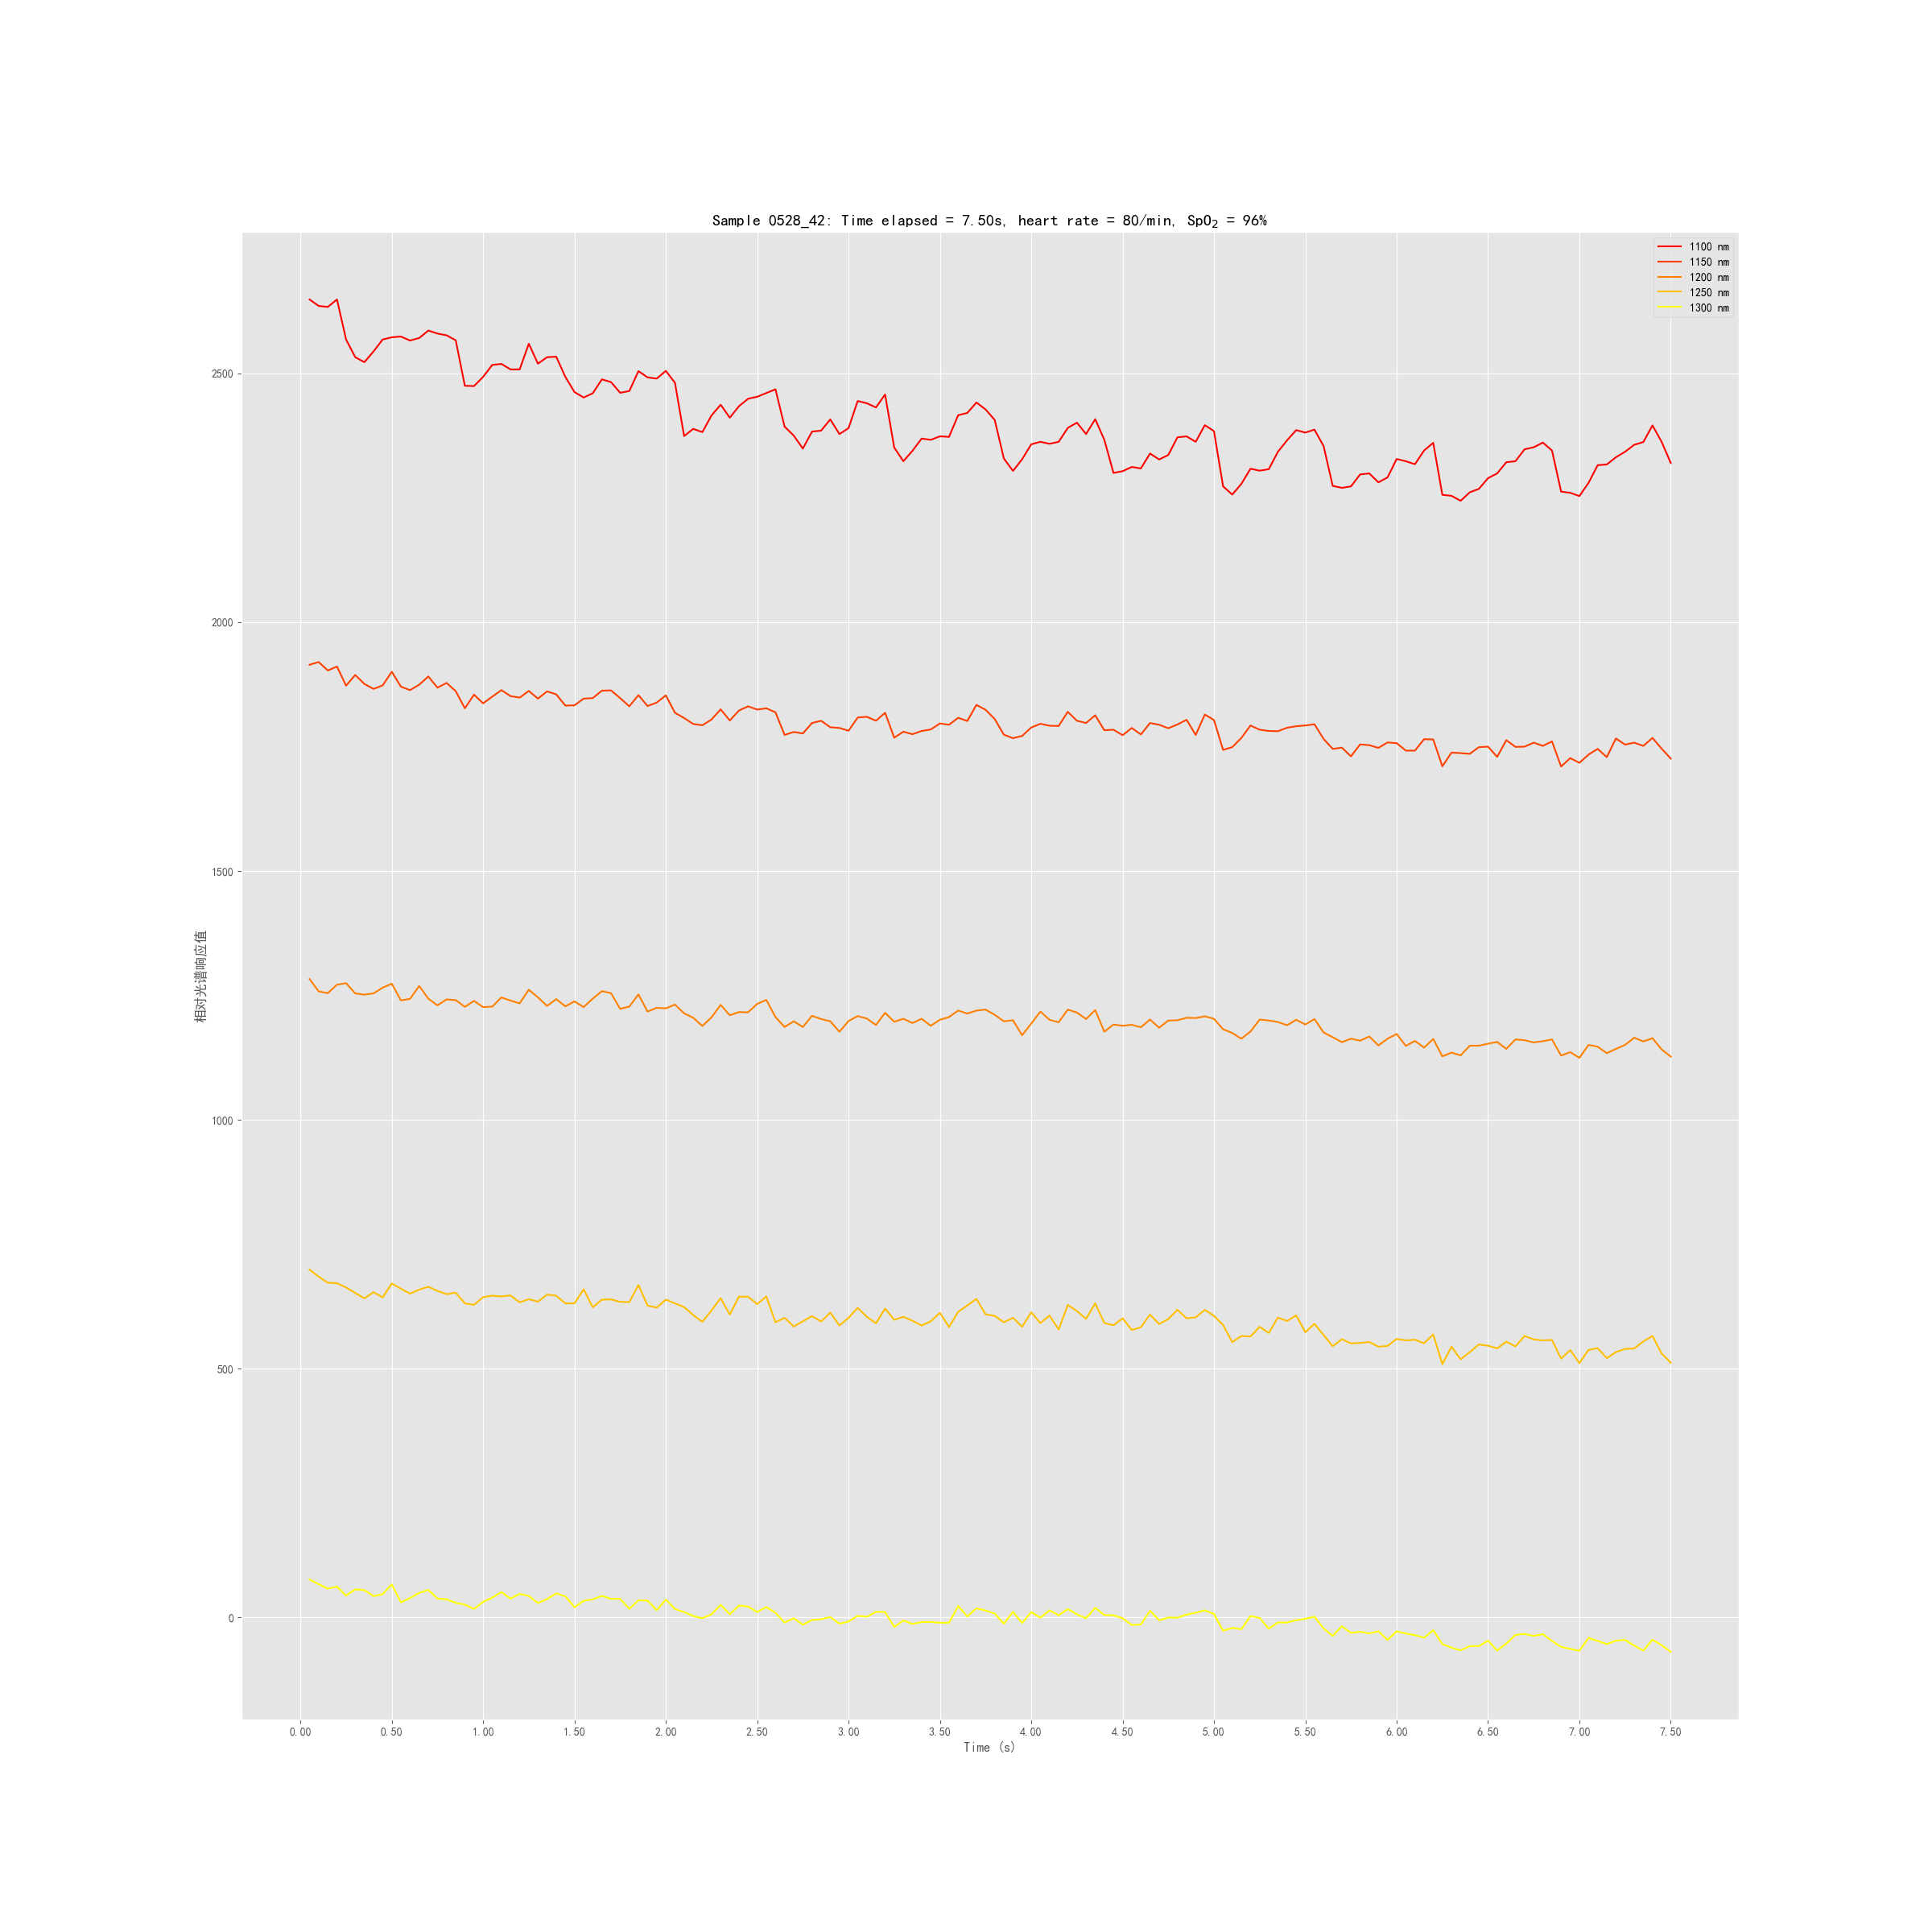 Sample 0528_42: Time elapsed = 7.50s, heart rate = 80/min, SpO₂ = 96%
1100 nm
1150 nm
1200 nm
1250 nm
1300 nm
2500
2000
1500
1000
500
0
相对光谱响应值
0.00 0.50 1.00 1.50 2.00 2.50 3.00 3.50 4.00 4.50 5.00 5.50 6.00 6.50 7.00 7.50
Time (s)